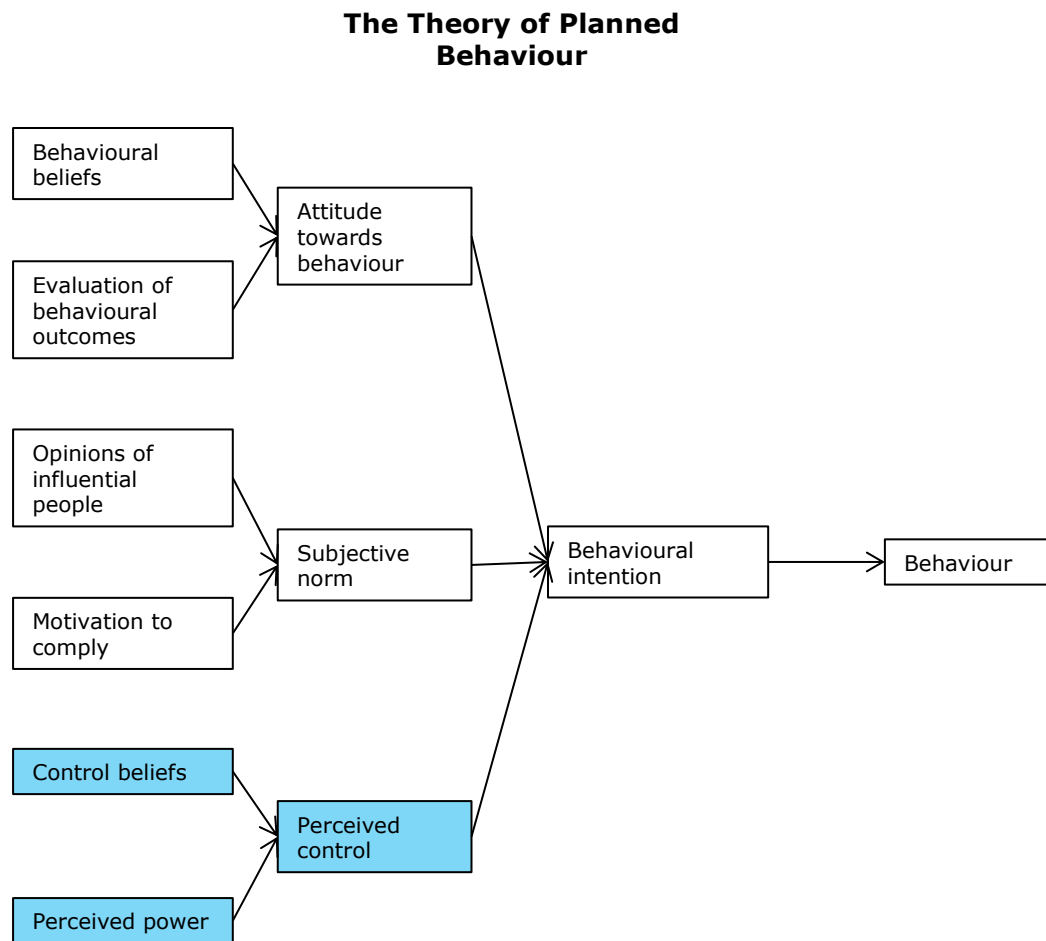 The Theory of Planned
Behaviour
Behavioural
beliefs
Evaluation of
behavioural
outcomes
Attitude
towards
behaviour
Opinions of
influential
people
Motivation to
comply
Subjective
norm
Control beliefs
Perceived power
Perceived
control
Behavioural
intention
Behaviour